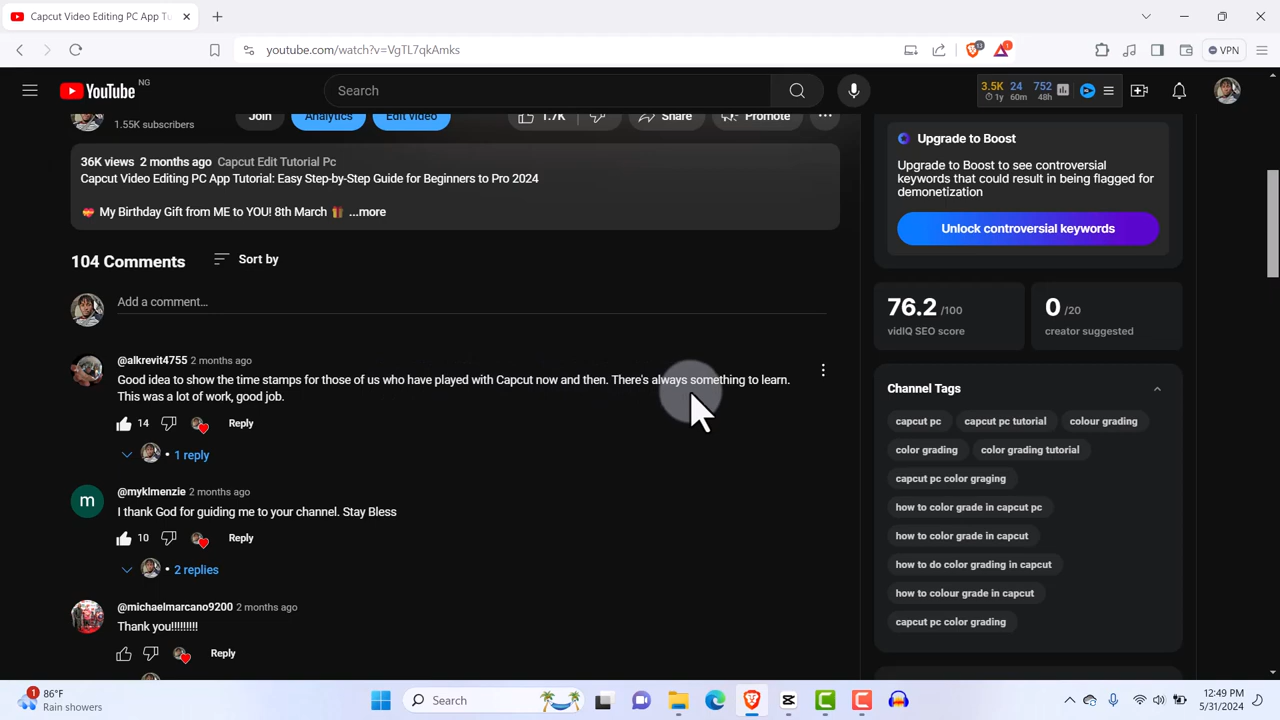 Capcut Video Editing PC App Tu
youtube.com/watch?v=VgTL7qkAmks
13
1
VPN
YouTube
NG
Search
3.5K 24 752
1y 60m 48h
1.55K subscribers
Join
Analytics
Edit video
1.7K
Share
Promote
36K views 2 months ago Capcut Edit Tutorial Pc
Capcut Video Editing PC App Tutorial: Easy Step-by-Step Guide for Beginners to Pro 2024
My Birthday Gift from ME to YOU! 8th March ...more
104 Comments
Sort by
Add a comment...
@alkrevit4755 2 months ago
Good idea to show the time stamps for those of us who have played with Capcut now and then. There's always something to learn.
This was a lot of work, good job.
14
Reply
1 reply
m
@myklmenzie 2 months ago
I thank God for guiding me to your channel. Stay Bless
10
Reply
2 replies
@michaelmarcano9200 2 months ago
Thank you!!!!!!!!!
Reply
Upgrade to Boost
Upgrade to Boost to see controversial
keywords that could result in being flagged for
demonetization
Unlock controversial keywords
76.2 /100
vidIQ SEO score
0 /20
creator suggested
Channel Tags
capcut pc
capcut pc tutorial
colour grading
color grading
color grading tutorial
capcut pc color graging
how to color grade in capcut pc
how to color grade in capcut
how to do color grading in capcut
how to colour grade in capcut
capcut pc color grading
1
86°F
Rain showers
Search
12:49 PM
5/31/2024